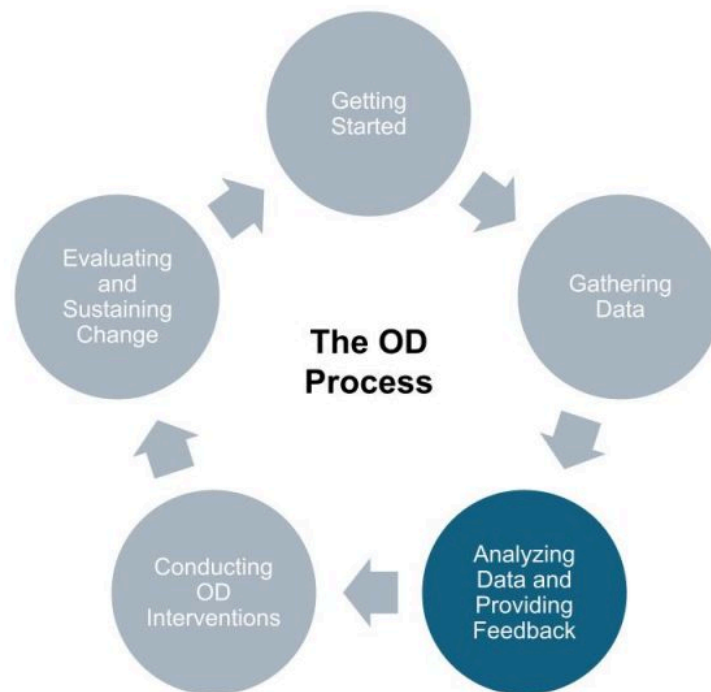 Getting
Started
Gathering
Data
Analyzing
Data and
Providing
Feedback
Conducting
OD
Interventions
Evaluating
and
Sustaining
Change
The OD
Process